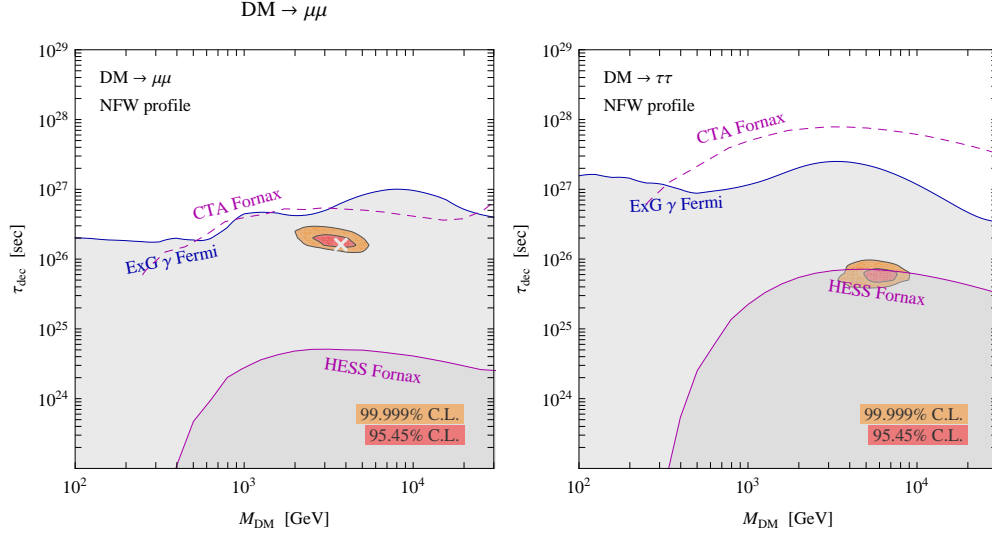 DM → μμ
10^29
10^28
10^27
10^26
10^25
10^24
τ_dec [sec]
DM → μμ
NFW profile
CTA Fornax
ExG γ Fermi
HESS Fornax
99.999% C.L.
95.45% C.L.
10^2
10^3
10^4
M_DM [GeV]
10^29
10^28
10^27
10^26
10^25
10^24
τ_dec [sec]
DM → ττ
NFW profile
CTA Fornax
ExG γ Fermi
HESS Fornax
99.999% C.L.
95.45% C.L.
10^2
10^3
10^4
M_DM [GeV]